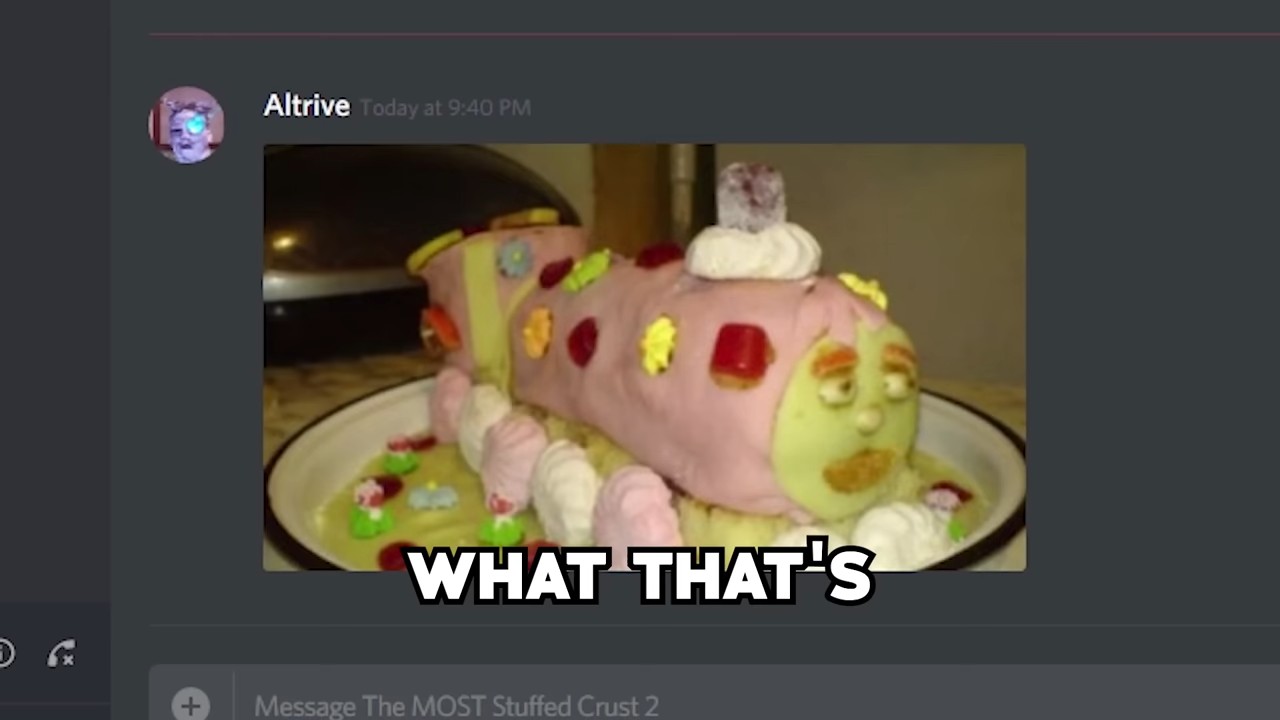 Altrive Today at 9:40 PM
WHAT THAT'S
Message The MOST Stuffed Crust 2